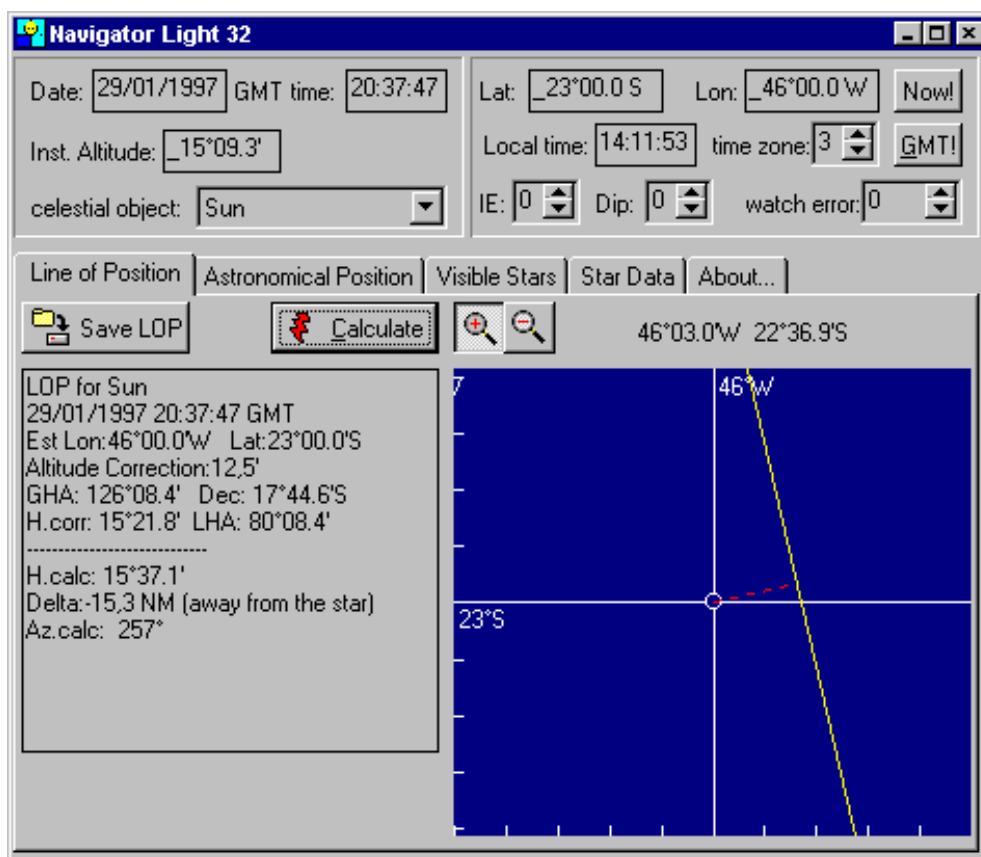 Navigator Light 32
Date: 29/01/1997 GMT time: 20:37:47
Inst. Altitude: _15°09.3'
celestial object: Sun
Lat: _23°00.0 S Lon: _46°00.0 W Now!
Local time: 14:11:53 time zone: 3 GMT!
IE: 0 Dip: 0 watch error: 0
Line of Position Astronomical Position Visible Stars Star Data About...
Save LOP Calculate 46°03.0'W 22°36.9'S
LOP for Sun
29/01/1997 20:37:47 GMT
Est Lon:46°00.0'W Lat:23°00.0'S
Altitude Correction:12,5'
GHA: 126°08.4' Dec: 17°44.6'S
H.corr: 15°21.8' LHA: 80°08.4'
-----------------------------
H.calc: 15°37.1'
Delta:-15,3 NM (away from the star)
Az.calc: 257°
7 46°W
23°S